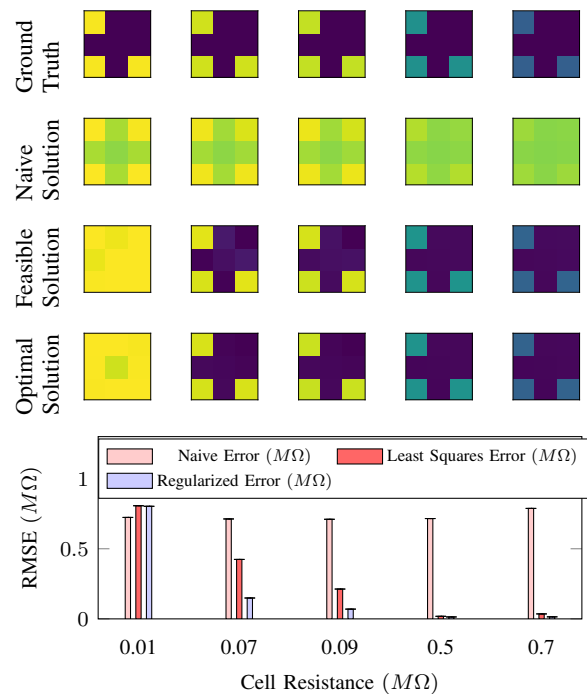 Ground
Truth
Naive
Solution
Feasible
Solution
Optimal
Solution
Naive Error (MΩ)
Least Squares Error (MΩ)
Regularized Error (MΩ)
RMSE (MΩ)
1
0.5
0
0.01 0.07 0.09 0.5 0.7
Cell Resistance (MΩ)